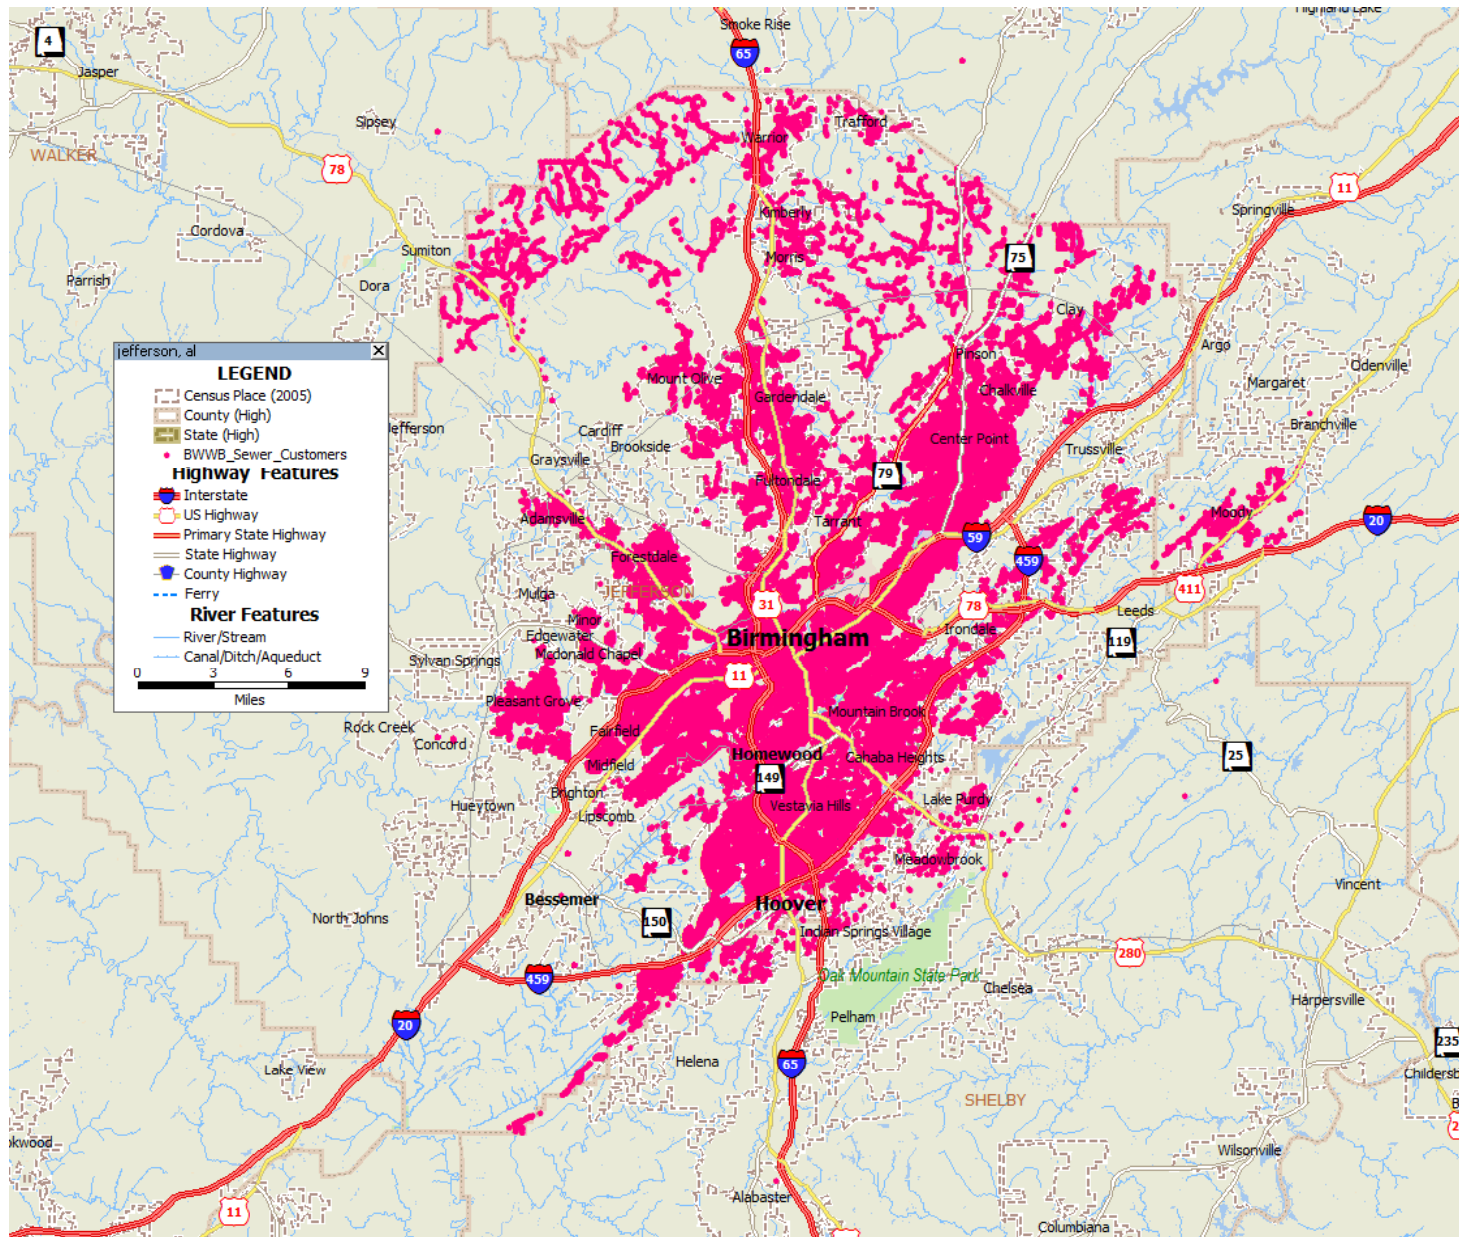 Smoke Rise
Highland Lake
4
65
Jasper
Sipsey
Trafford
Warrior
WALKER
78
11
Springville
Kimberly
Cordova
Sumiton
75
Morris
Parrish
Dora
Clay
jefferson, al
LEGEND
Census Place (2005)
County (High)
State (High)
BWWB_Sewer_Customers
Highway Features
Interstate
US Highway
Primary State Highway
State Highway
County Highway
Ferry
River Features
River/Stream
Canal/Ditch/Aqueduct
0 3 6 9
Miles
Argo
Pinson
Odenville
Mount Olive
Margaret
Chalkville
Gardendale
Branchville
efferson
Cardiff
Brookside
Center Point
Trussville
Graysville
79
Fultondale
Adamsville
Tarrant
Moody
20
59
Forestdale
459
JEFFERSON
411
Mulga
31
78
Leeds
Minor
Edgewater
Birmingham
Irondale
119
Mcdonald Chapel
Sylvan Springs
11
Pleasant Grove
Mountain Brook
Rock Creek
Fairfield
Concord
Homewood
Cahaba Heights
25
Midfield
149
Brighton
Hueytown
Lipscomb
Vestavia Hills
Lake Purdy
Meadowbrook
Vincent
Bessemer
Hoover
North Johns
150
Indian Springs Village
280
459
Oak Mountain State Park
Chelsea
Harpersville
20
Pelham
235
Helena
65
Lake View
Childersb
SHELBY
B
2
okwood
Wilsonville
Alabaster
11
Columbiana